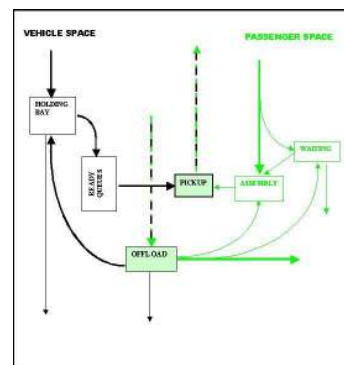 VEHICLE SPACE
PASSENGER SPACE
HOLDING
BAY
READY
QUEUES
PICKUP
ASSEMBLY
WAITING
OFFLOAD